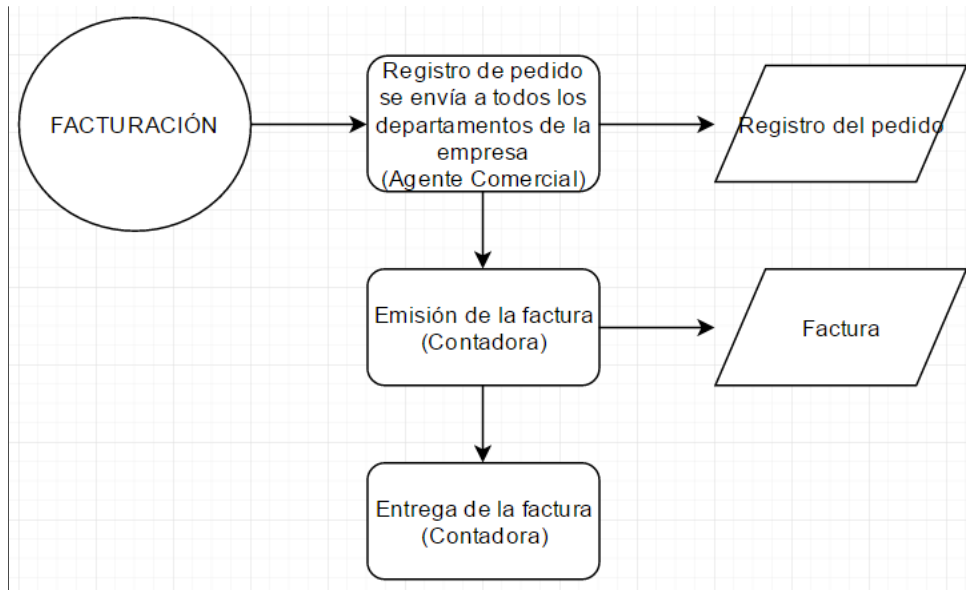 FACTURACIÓN
Registro de pedido
se envía a todos los
departamentos de la
empresa
(Agente Comercial)
Registro del pedido
Emisión de la factura
(Contadora)
Factura
Entrega de la factura
(Contadora)